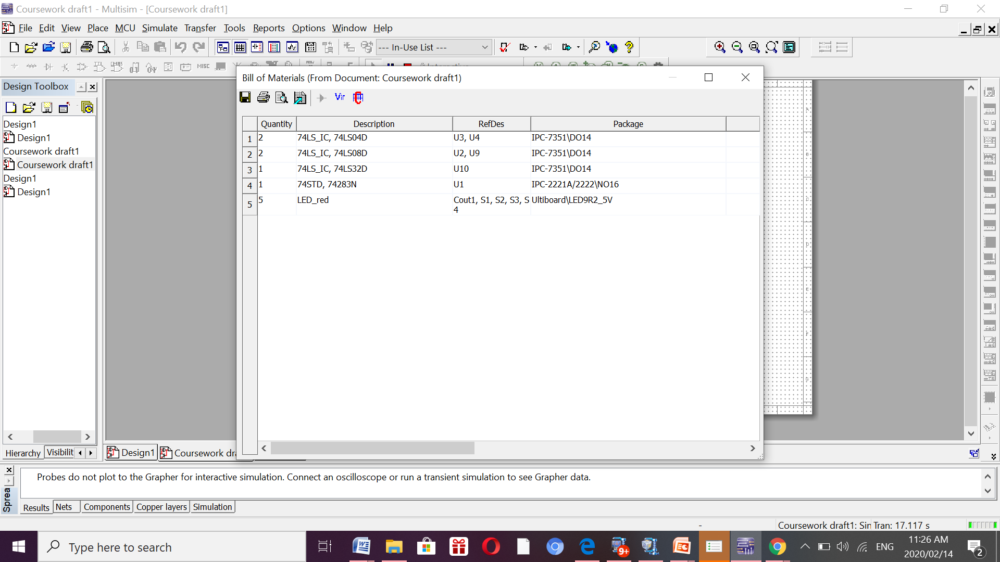 Coursework draft1 - Multisim - [Coursework draft1]
File Edit View Place MCU Simulate Transfer Tools Reports Options Window Help
--- In-Use List ---
MISC
Design Toolbox
Bill of Materials (From Document: Coursework draft1)
Vir
Design1
Design1
Coursework draft1
Coursework draft1
Design1
Design1
Quantity Description RefDes Package
1 2 74LS_IC, 74LS04D U3, U4 IPC-7351\DO14
2 2 74LS_IC, 74LS08D U2, U9 IPC-7351\DO14
3 1 74LS_IC, 74LS32D U10 IPC-7351\DO14
4 1 74STD, 74283N U1 IPC-2221A/2222\NO16
5 5 LED_red Cout1, S1, S2, S3, S Ultiboard\LED9R2_5V
4
Hierarchy Visibilit
Design1 Coursework dr
Probes do not plot to the Grapher for interactive simulation. Connect an oscilloscope or run a transient simulation to see Grapher data.
Sprea
Results Nets Components Copper layers Simulation
- Coursework draft1: Sin Tran: 17.117 s
Type here to search
9+
ENG
11:26 AM
2020/02/14
2